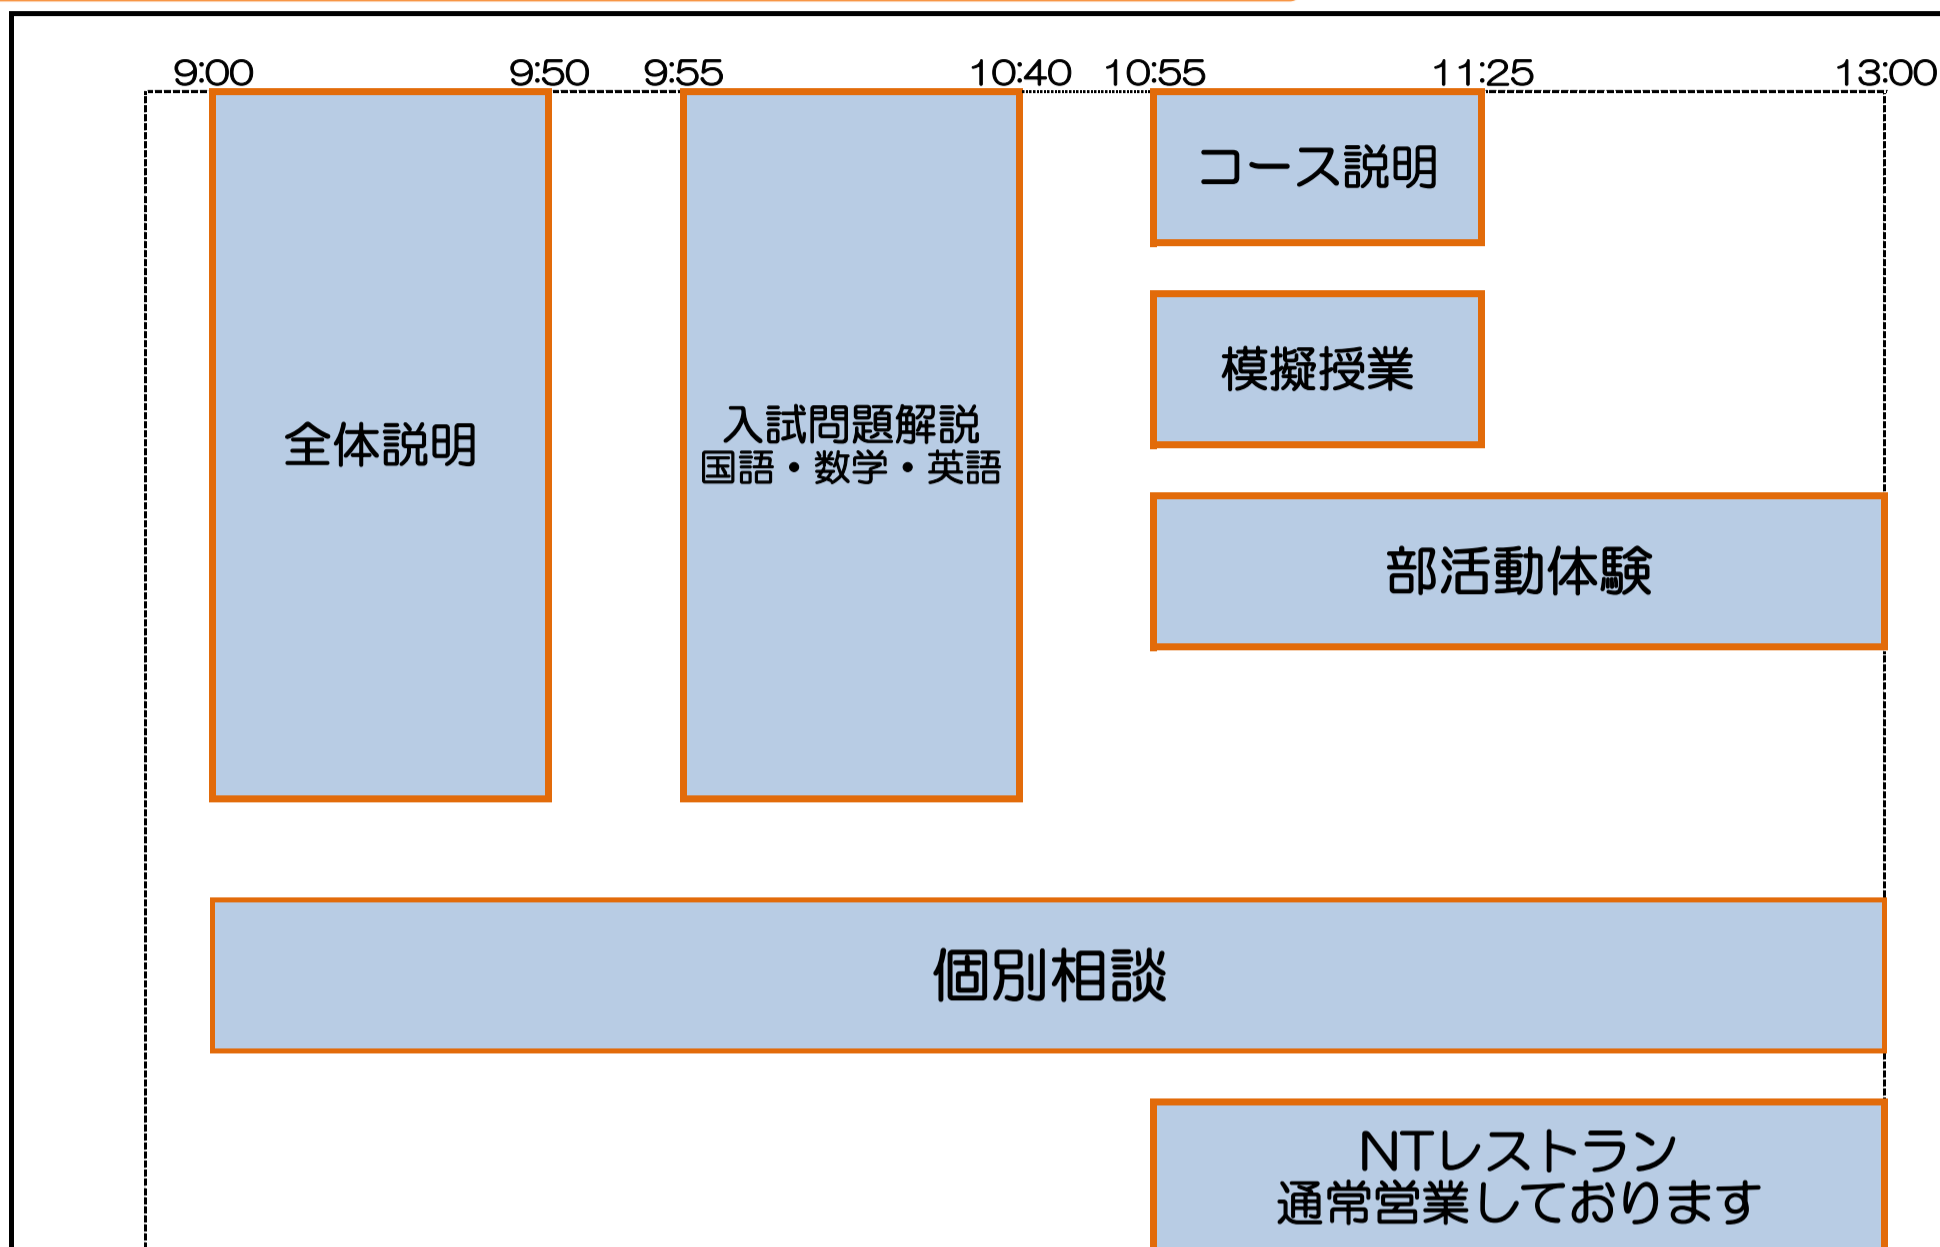 9:00 9:50 9:55 10:40 10:55 11:25 13:00
コース説明
模擬授業
全体説明
入試問題解説
国語・数学・英語
部活動体験
個別相談
NTレストラン
通常営業しております